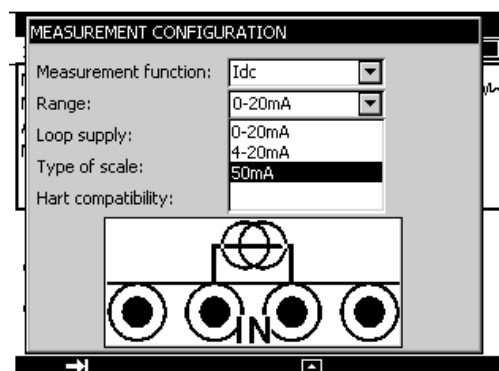 MEASUREMENT CONFIGURATION
Measurement function: Idc
Range: 0-20mA
Loop supply: 0-20mA
4-20mA
Type of scale: 50mA
Hart compatibility:
IN